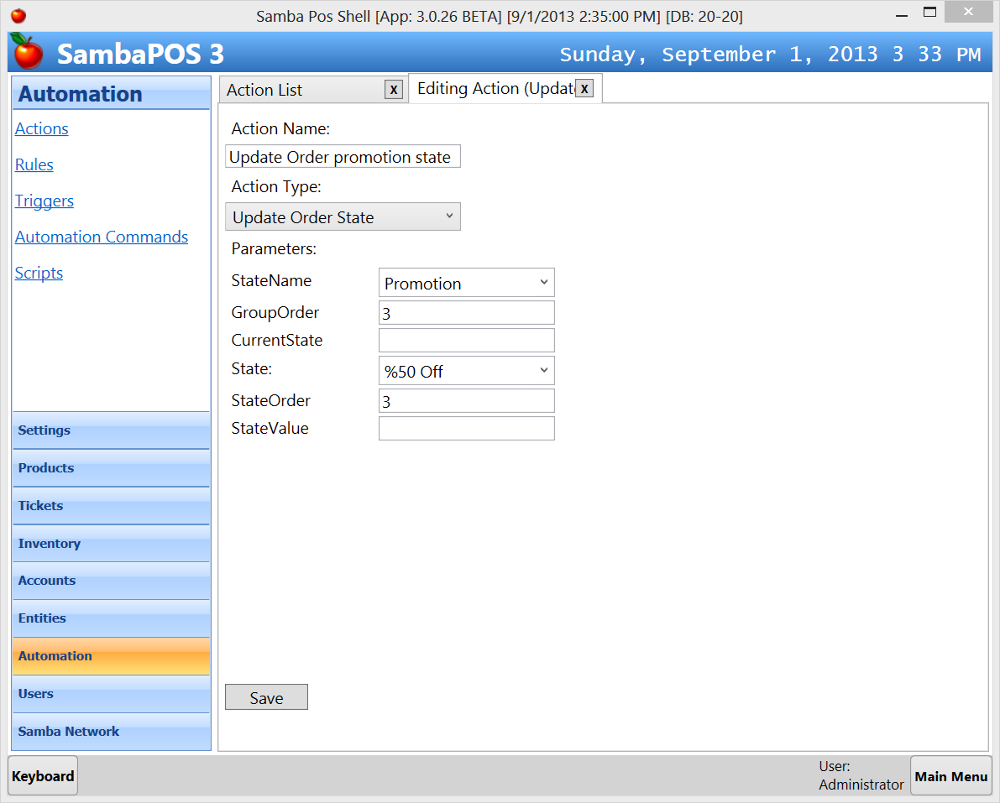 Samba Pos Shell [App: 3.0.26 BETA] [9/1/2013 2:35:00 PM] [DB: 20-20]
SambaPOS 3
Sunday, September 1, 2013 3 33 PM
Automation
Actions
Rules
Triggers
Automation Commands
Scripts
Settings
Products
Tickets
Inventory
Accounts
Entities
Automation
Users
Samba Network
Action List X
Editing Action (Updat X
Action Name:
Update Order promotion state
Action Type:
Update Order State
Parameters:
StateName Promotion
GroupOrder 3
CurrentState
State: %50 Off
StateOrder 3
StateValue
Save
Keyboard
User:
Administrator
Main Menu